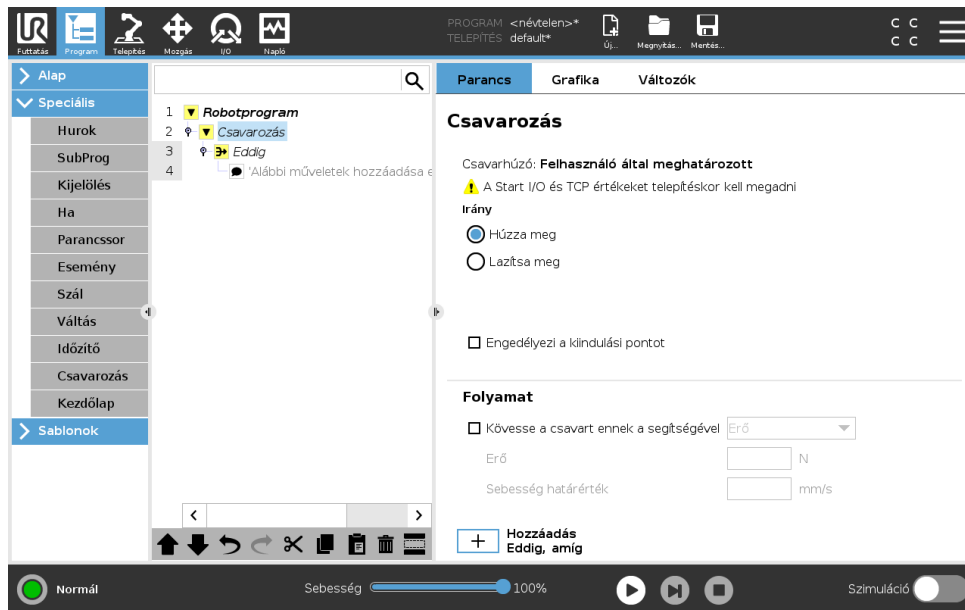 PROGRAM <névtelen>*
TELEPÍTÉS default*
Futtatás
Program
Telepítés
Mozgás
I/O
Napló
Új...
Megnyitás...
Mentés...
C C
C C
Alap
Speciális
Hurok
SubProg
Kijelölés
Ha
Parancssor
Esemény
Szál
Váltás
Időzítő
Csavarozás
Kezdőlap
Sablonok
1 Robotprogram
2 Csavarozás
3 Eddig
4 'Alábbi műveletek hozzáadása e
Parancs Grafika Változók
Csavarozás
Csavarhúzó: Felhasználó által meghatározott
A Start I/O és TCP értékeket telepítéskor kell megadni
Irány
Húzza meg
Lazítsa meg
Engedélyezi a kiindulási pontot
Folyamat
Kövesse a csavart ennek a segítségével Erő
Erő N
Sebesség határérték mm/s
Hozzáadás
Eddig, amíg
Normál
Sebesség 100%
Szimuláció